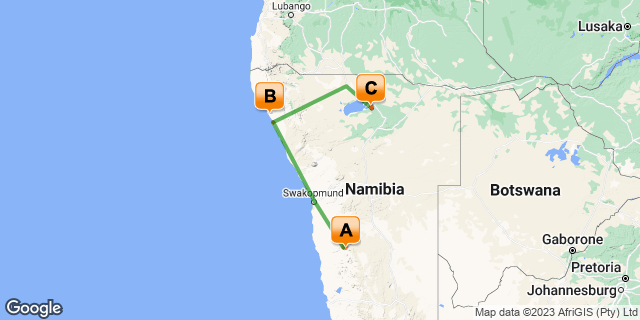 Lubango
Lusaka
C
B
Namibia
Swakopmund
Botswana
A
Gaborone
Pretoria
Johannesburg
Google
Map data ©2023 AfriGIS (Pty) Ltd